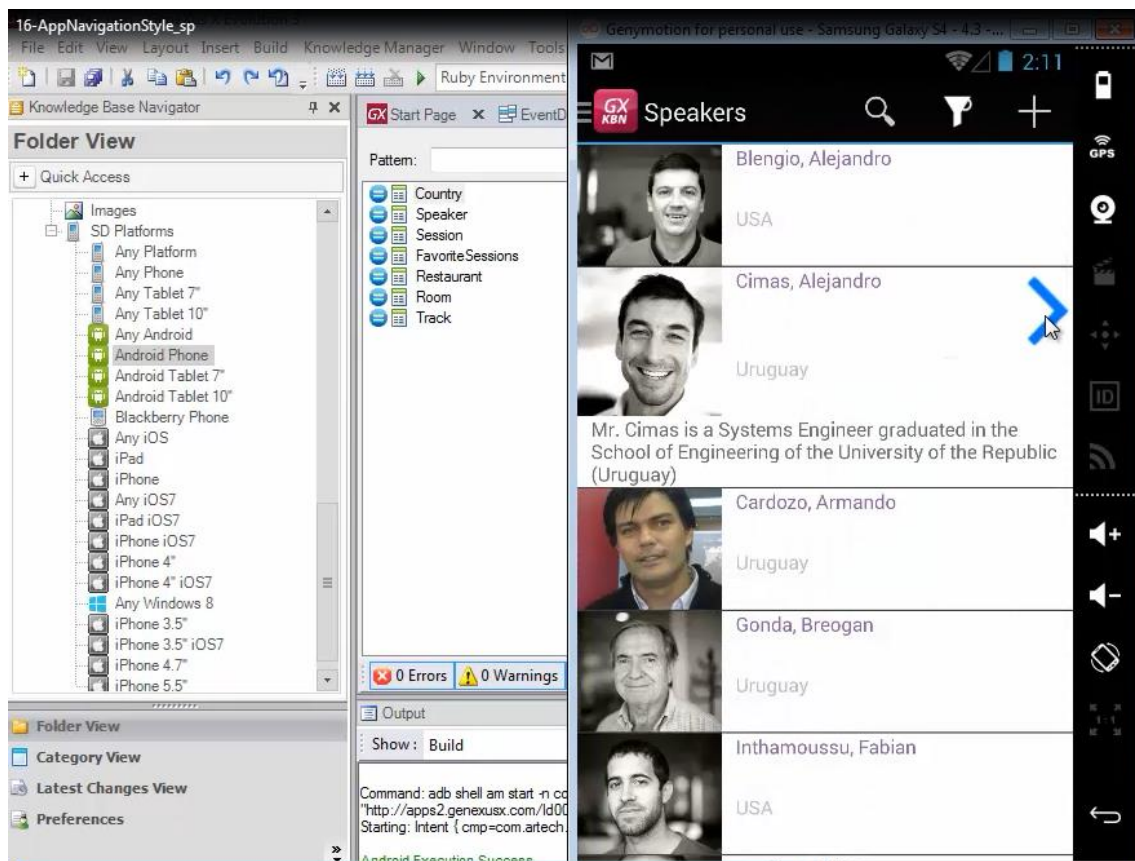 16-AppNavigationStyle_sp
File Edit View Layout Insert Build Knowledge Manager Window Tools
Ruby Environment
Knowledge Base Navigator
Folder View
Quick Access
Images
SD Platforms
Any Platform
Any Phone
Any Tablet 7"
Any Tablet 10"
Any Android
Android Phone
Android Tablet 7"
Android Tablet 10"
Blackberry Phone
Any iOS
iPad
iPhone
Any iOS7
iPad iOS7
iPhone iOS7
iPhone 4"
iPhone 4" iOS7
Any Windows 8
iPhone 3.5"
iPhone 3.5" iOS7
iPhone 4.7"
iPhone 5.5"
Folder View
Category View
Latest Changes View
Preferences
GX Start Page
EventD
Pattern:
Country
Speaker
Session
FavoriteSessions
Restaurant
Room
Track
0 Errors 0 Warnings
Output
Show: Build
Command: adb shell am start -n co
"http://apps2.genexusx.com/Id00
Starting: Intent { cmp=com.artech.
Android Execution Success
Genymotion for personal use - Samsung Galaxy S4 - 4.3 -...
2:11
GX KBN Speakers
Blengio, Alejandro
USA
Cimas, Alejandro
Uruguay
Mr. Cimas is a Systems Engineer graduated in the
School of Engineering of the University of the Republic
(Uruguay)
Cardozo, Armando
Uruguay
Gonda, Breogan
Uruguay
Inthamoussu, Fabian
USA
GPS
ID
1:1